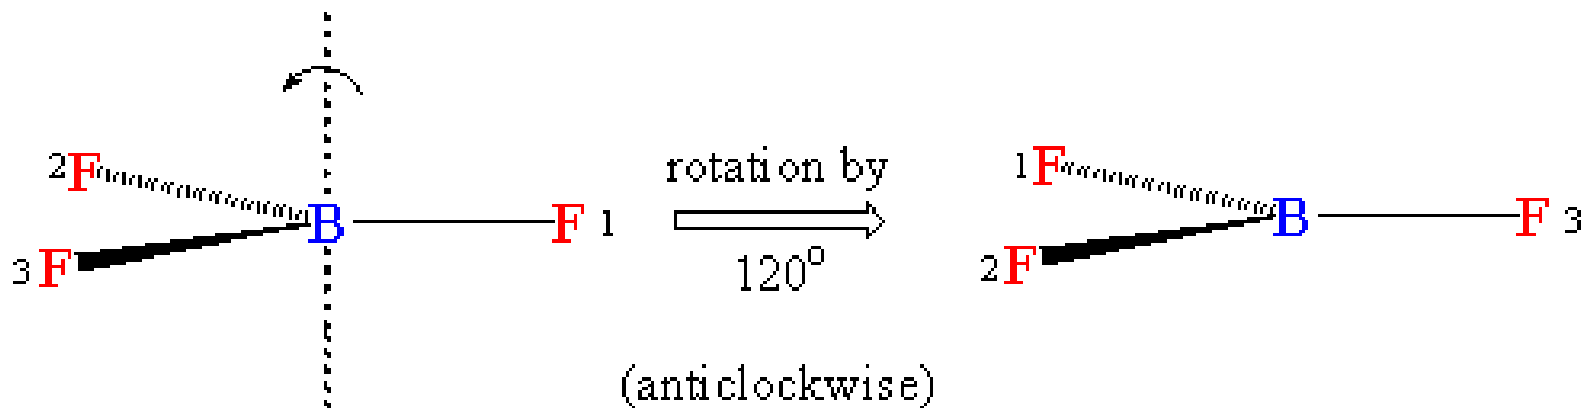 2F
B
F 1
3F
rotation by
120°
(anticlockwise)
1F
B
F 3
2F